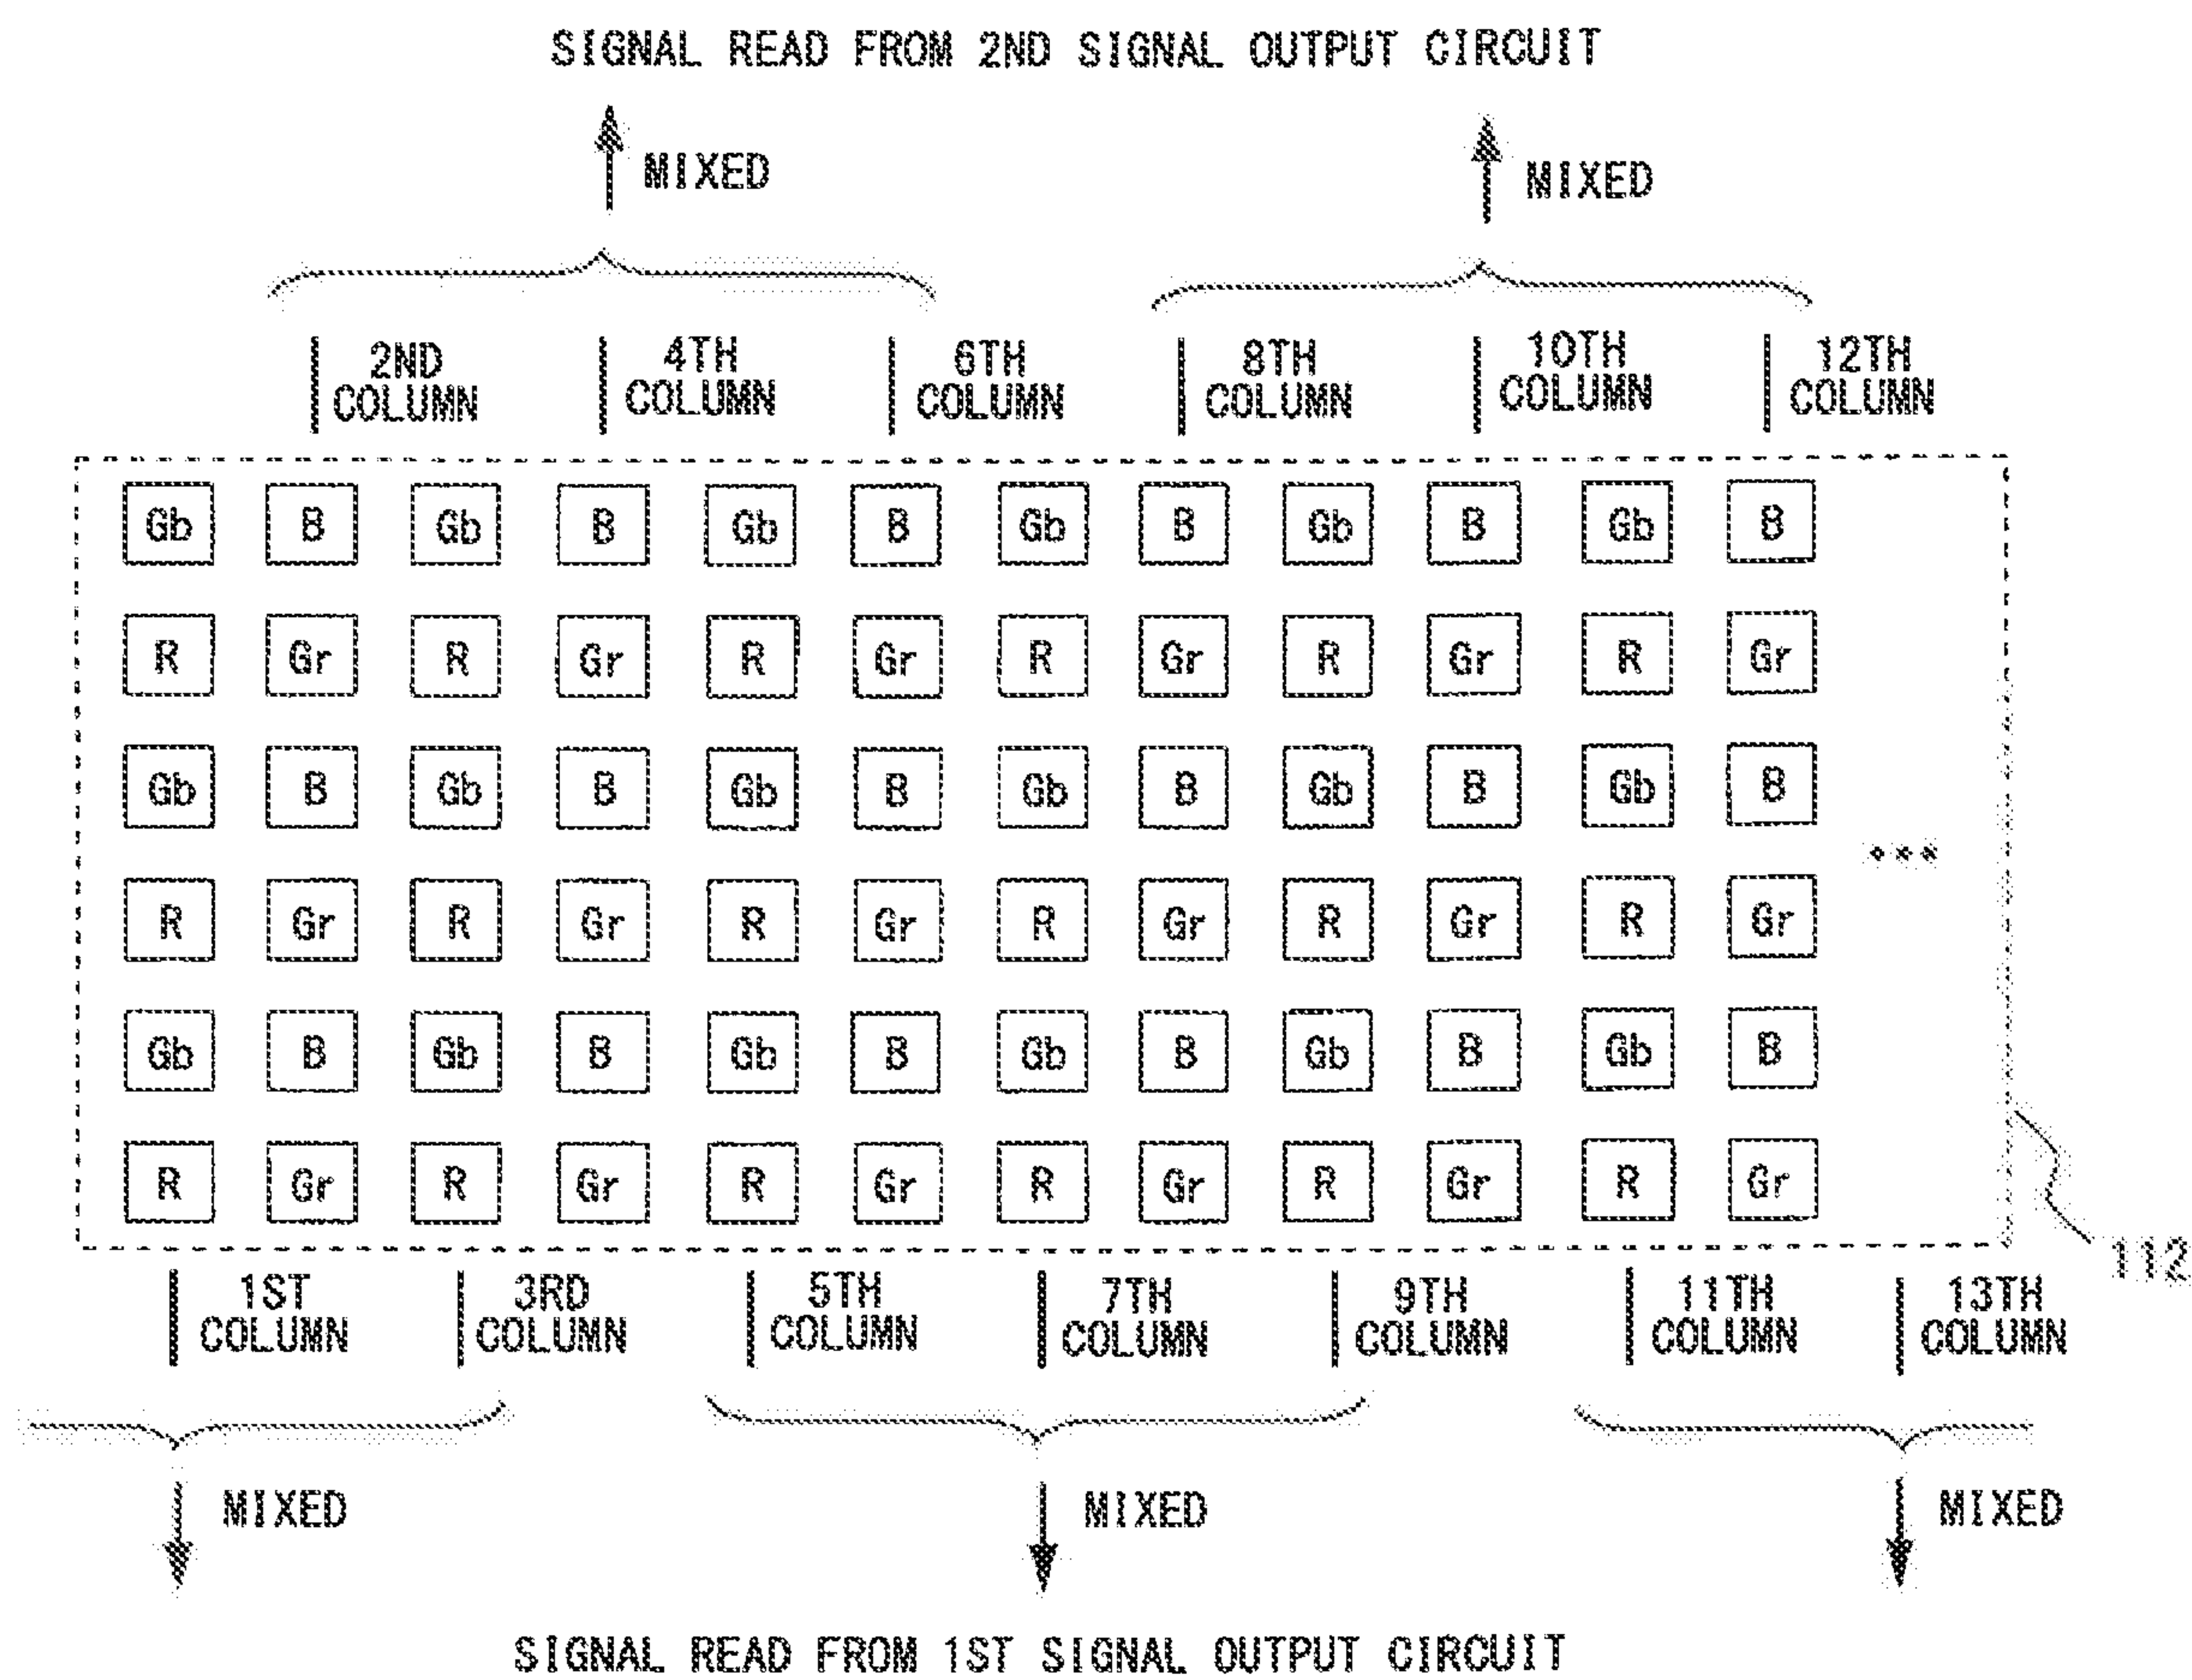 SIGNAL READ FROM 2ND SIGNAL OUTPUT CIRCUIT
MIXED MIXED
2ND COLUMN 4TH COLUMN 6TH COLUMN 8TH COLUMN 10TH COLUMN 12TH COLUMN
Gb B Gb B Gb B Gb B Gb B Gb B
R Gr R Gr R Gr R Gr R Gr R Gr
Gb B Gb B Gb B Gb B Gb B Gb B
...
R Gr R Gr R Gr R Gr R Gr R Gr
Gb B Gb B Gb B Gb B Gb B Gb B
R Gr R Gr R Gr R Gr R Gr R Gr
112
1ST COLUMN 3RD COLUMN 5TH COLUMN 7TH COLUMN 9TH COLUMN 11TH COLUMN 13TH COLUMN
MIXED MIXED MIXED
SIGNAL READ FROM 1ST SIGNAL OUTPUT CIRCUIT